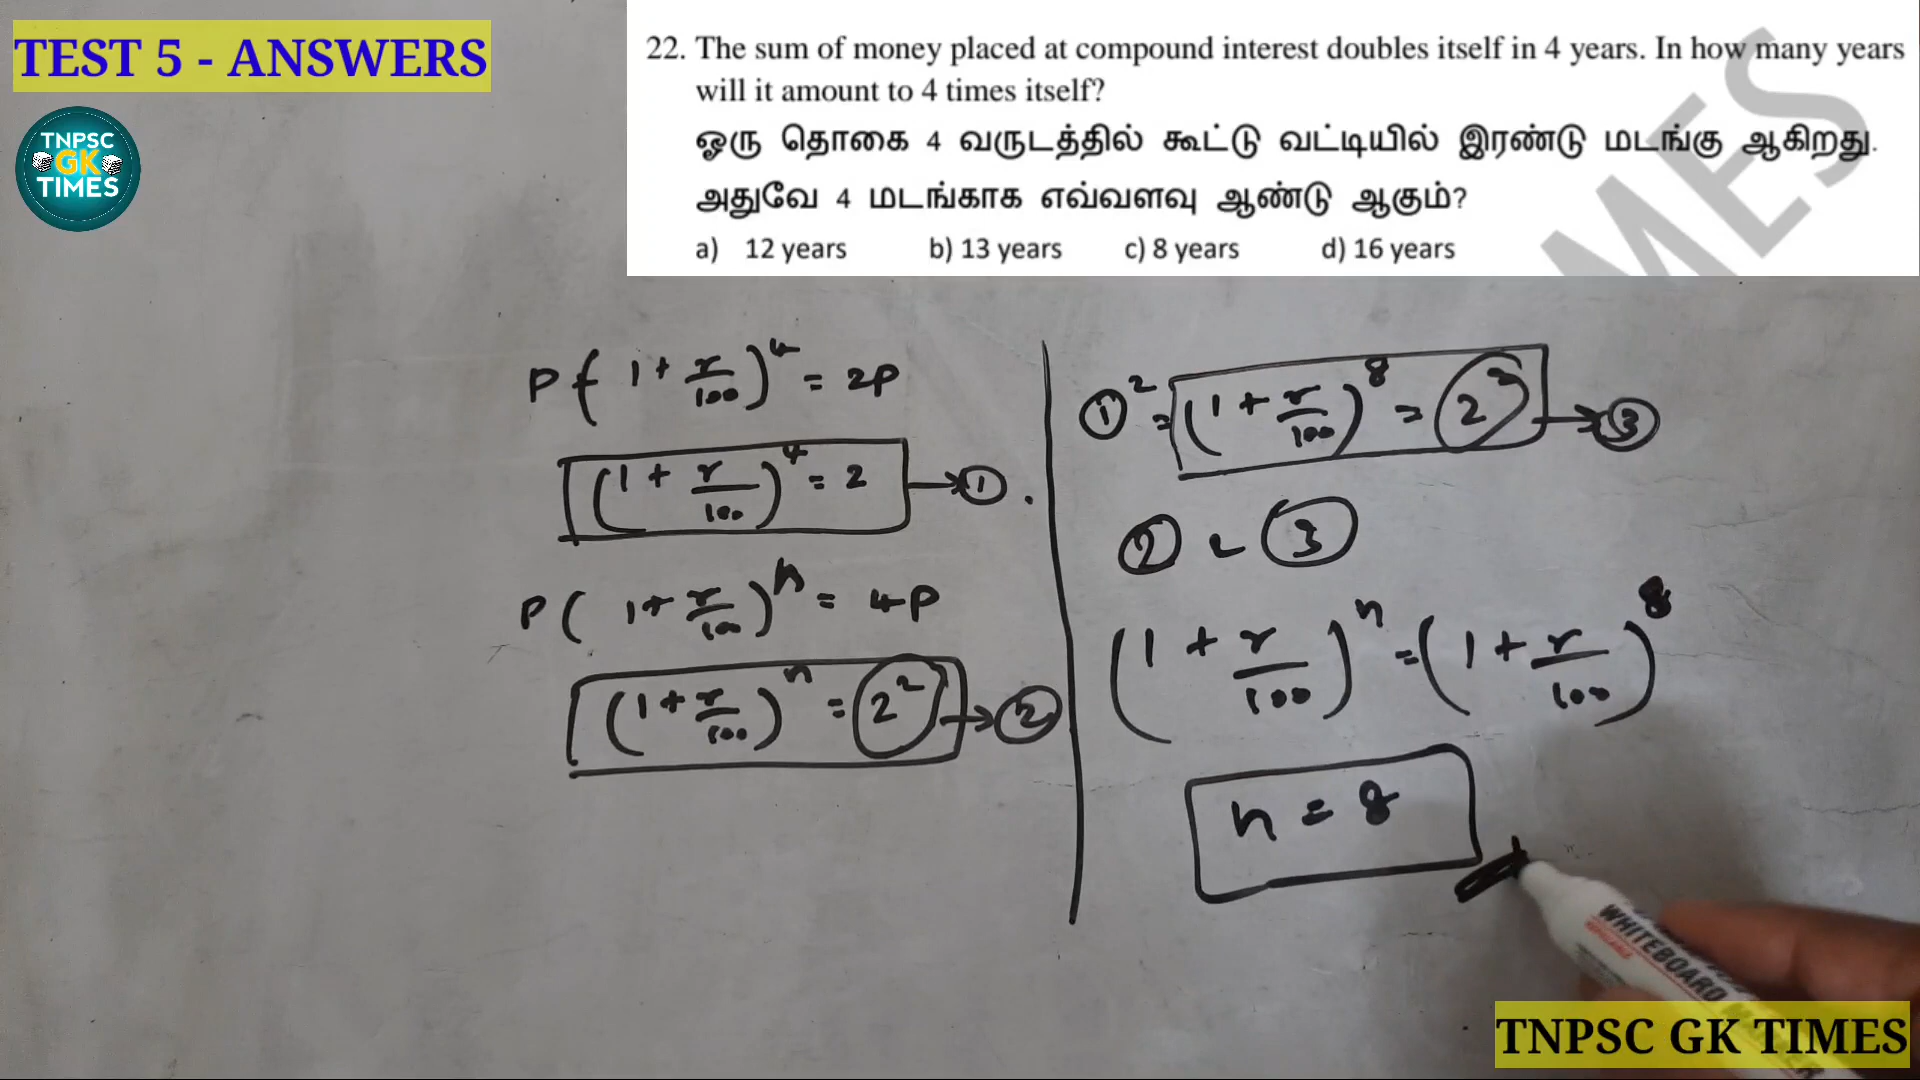 TEST 5 - ANSWERS
TNPSC
GK
TIMES
22. The sum of money placed at compound interest doubles itself in 4 years. In how many years
will it amount to 4 times itself?
ஒரு தொகை 4 வருடத்தில் கூட்டு வட்டியில் இரண்டு மடங்கு ஆகிறது.
அதுவே 4 மடங்காக எவ்வளவு ஆண்டு ஆகும்?
a) 12 years b) 13 years c) 8 years d) 16 years
MES
P(1 + r/100)^4 = 2P
(1 + r/100)^4 = 2 → ①.
P(1 + r/100)^n = 4P
(1 + r/100)^n = 2^2 → ②
①^2 = (1 + r/100)^8 = 2^2 → ③
② ③
(1 + r/100)^n = (1 + r/100)^8
n = 8
WHITEBOARD
TNPSC GK TIMES